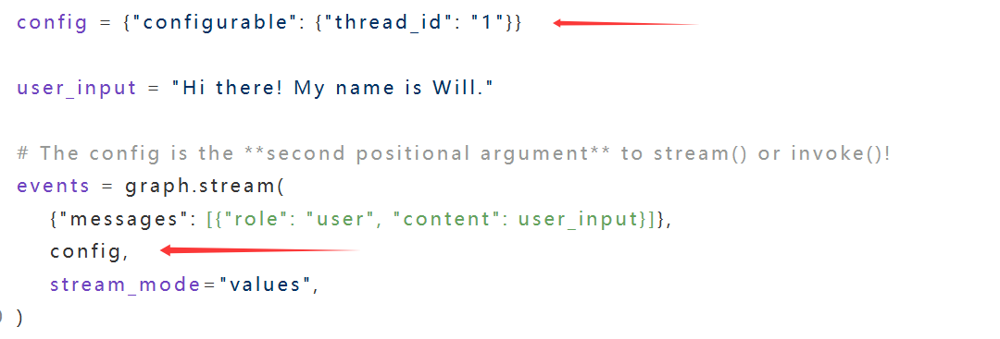 config = {"configurable": {"thread_id": "1"}}
user_input = "Hi there! My name is Will."
# The config is the **second positional argument** to stream() or invoke()!
events = graph.stream(
{"messages": [{"role": "user", "content": user_input}]},
config,
stream_mode="values",
)